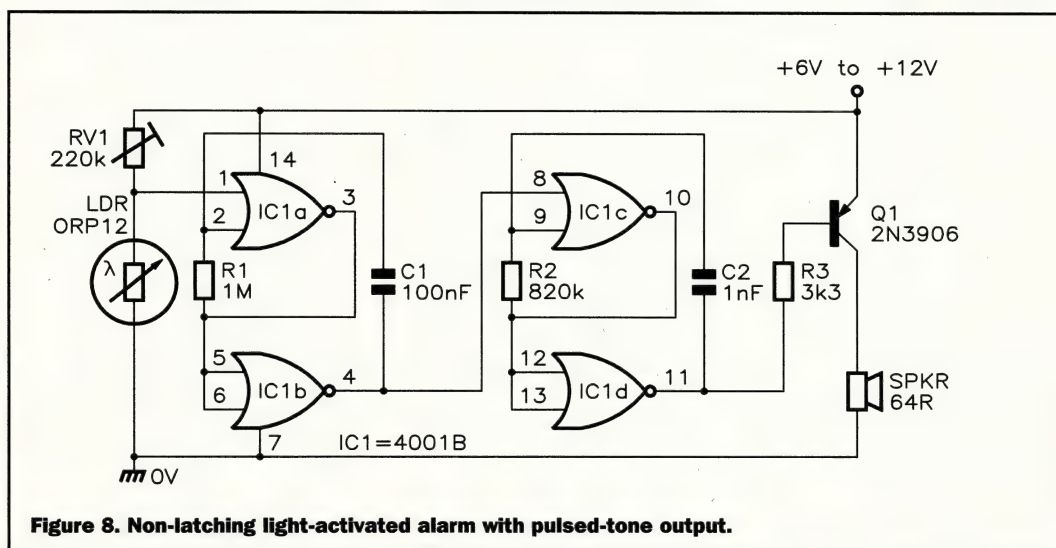 +6V to +12V
RV1
220k
14
LDR
ORP12
λ
1
2
IC1a
3
R1
1M
C1
100nF
5
6
IC1b
4
7
IC1=4001B
0V
8
9
IC1c
10
R2
820k
C2
1nF
12
13
IC1d
11
R3
3k3
Q1
2N3906
SPKR
64R
Figure 8. Non-latching light-activated alarm with pulsed-tone output.